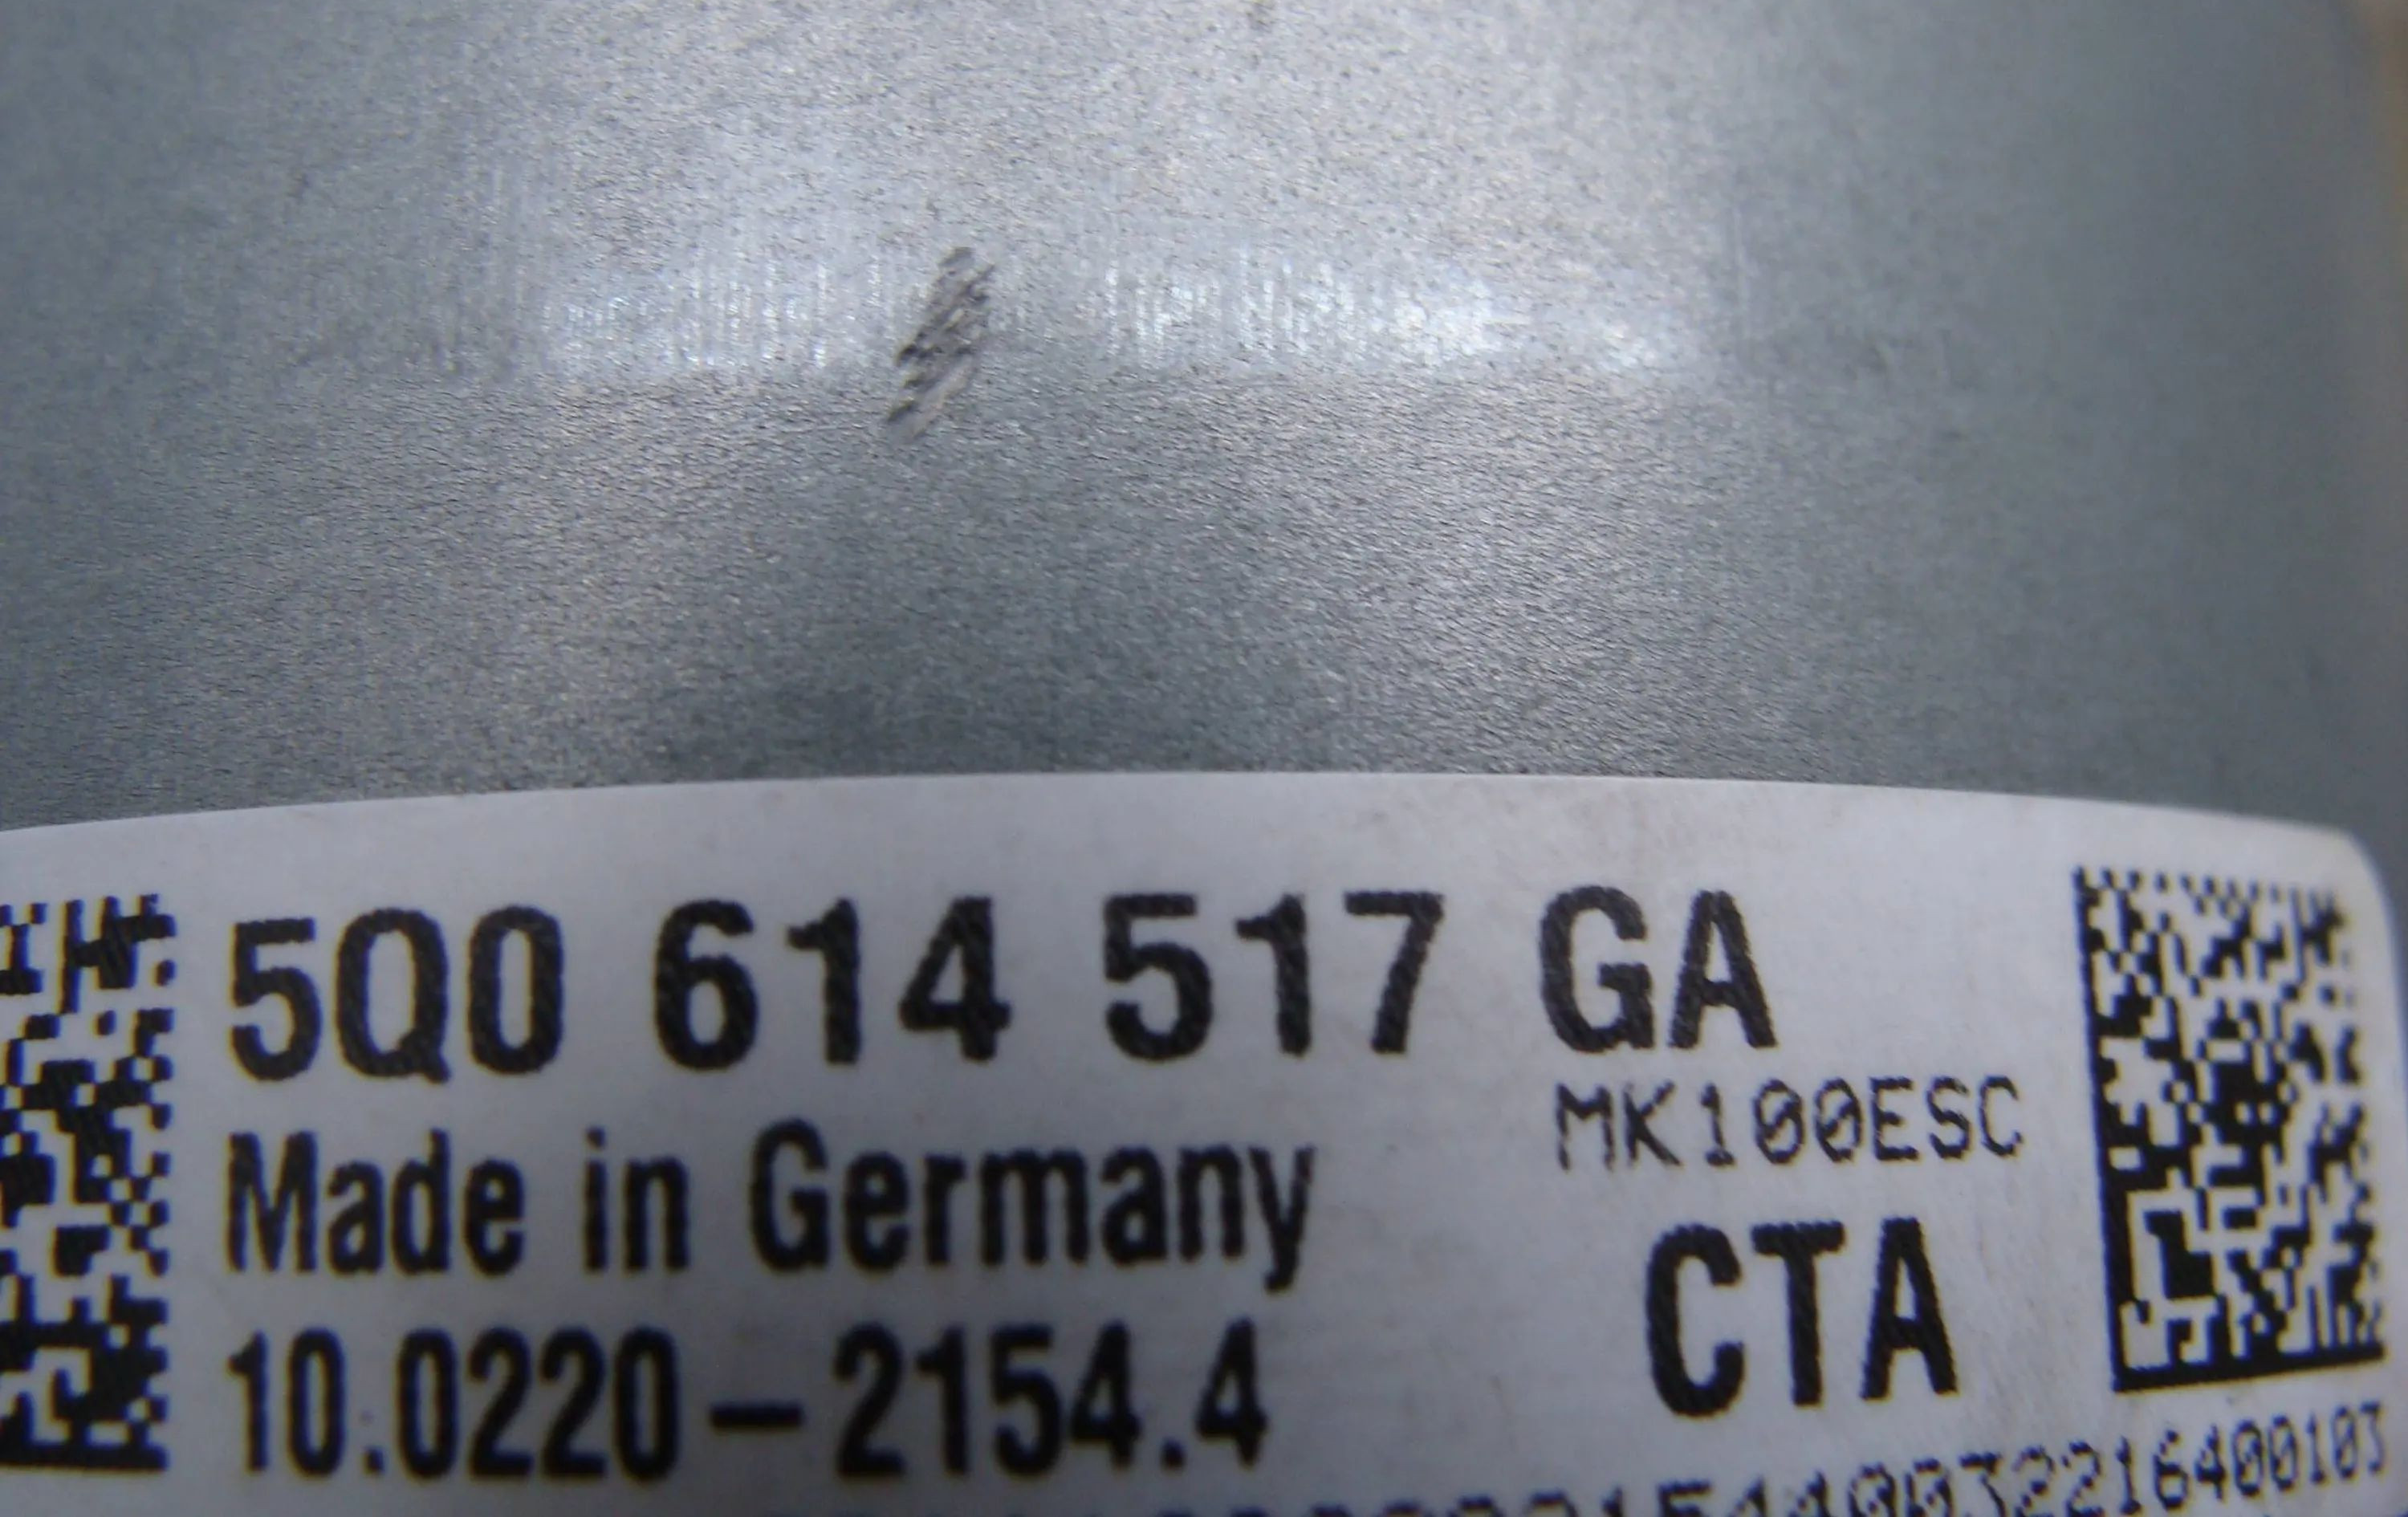 5Q0 614 517 GA
MK100ESC
Made in Germany
CTA
10.0220-2154.4